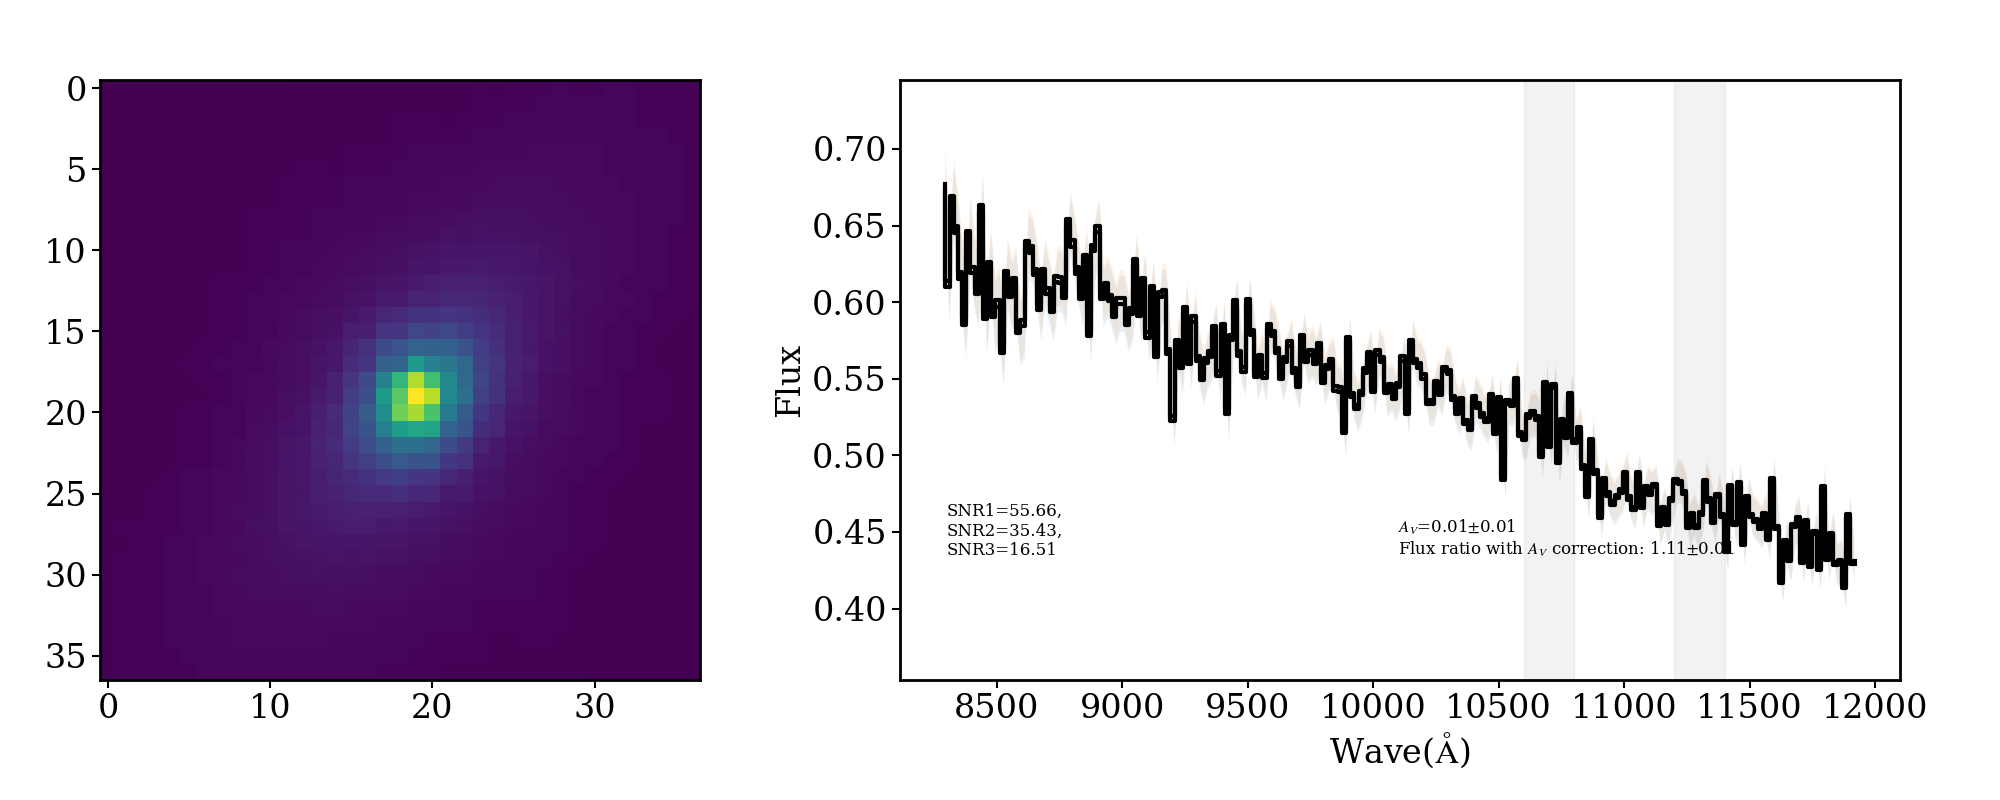 0
5
10
15
20
25
30
35
0 10 20 30
Flux
0.70
0.65
0.60
0.55
0.50
0.45
0.40
SNR1=55.66,
SNR2=35.43,
SNR3=16.51
A_V=0.01±0.01
Flux ratio with A_V correction: 1.11±0.01
8500 9000 9500 10000 10500 11000 11500 12000
Wave(Å)